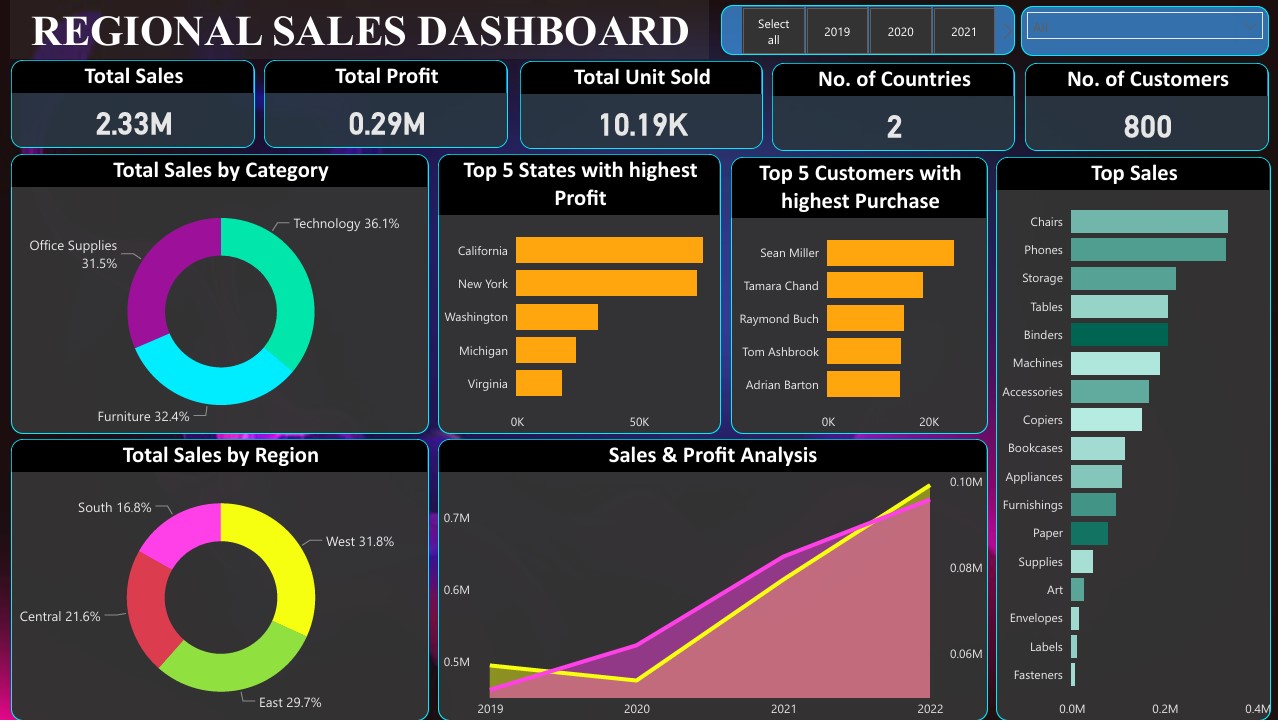 REGIONAL SALES DASHBOARD
Select
all
2019
2020
2021
All
Total Sales
2.33M
Total Profit
0.29M
Total Unit Sold
10.19K
No. of Countries
2
No. of Customers
800
Total Sales by Category
Technology 36.1%
Office Supplies
31.5%
Furniture 32.4%
Top 5 States with highest
Profit
California
New York
Washington
Michigan
Virginia
0K
50K
Top 5 Customers with
highest Purchase
Sean Miller
Tamara Chand
Raymond Buch
Tom Ashbrook
Adrian Barton
0K
20K
Top Sales
Chairs
Phones
Storage
Tables
Binders
Machines
Accessories
Copiers
Bookcases
Appliances
Furnishings
Paper
Supplies
Art
Envelopes
Labels
Fasteners
0.0M
0.2M
0.4M
Total Sales by Region
South 16.8%
West 31.8%
Central 21.6%
East 29.7%
Sales & Profit Analysis
0.7M
0.6M
0.5M
0.10M
0.08M
0.06M
2019
2020
2021
2022